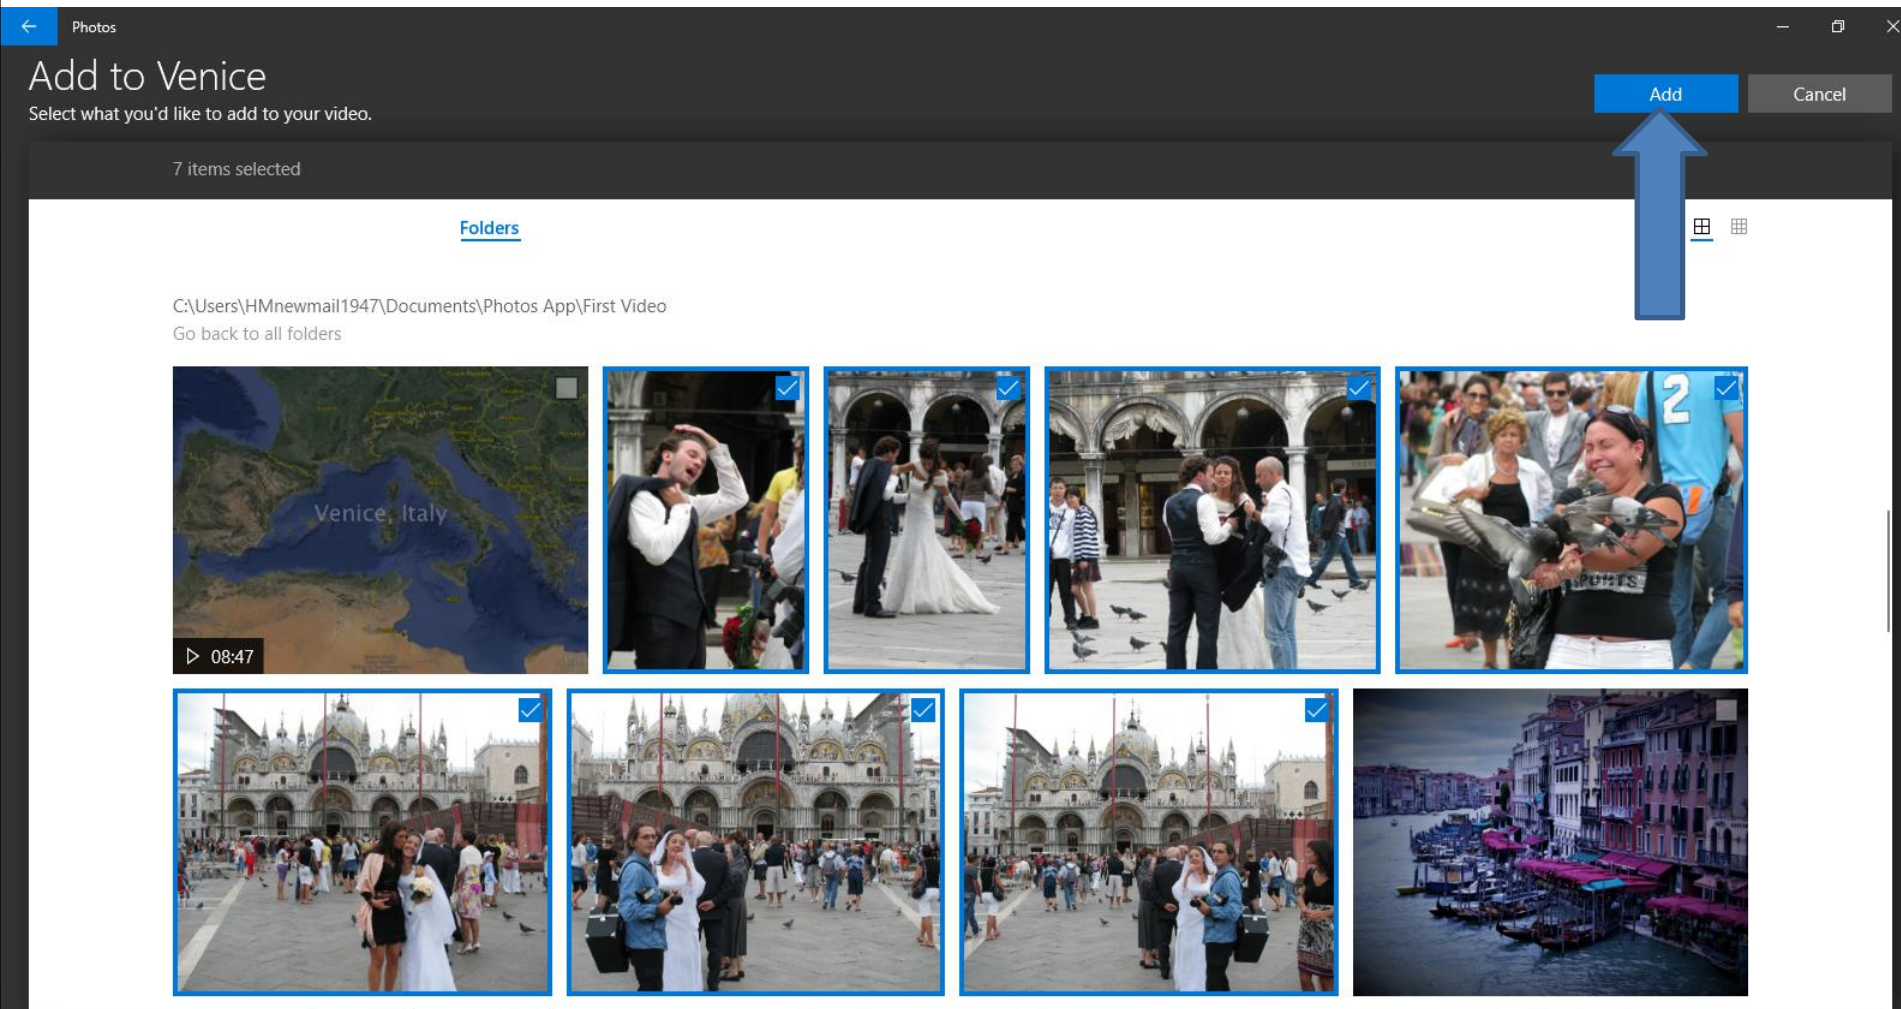 Photos
Add to Venice
Select what you'd like to add to your video.
Add
Cancel
7 items selected
Folders
C:\Users\HMnewmail1947\Documents\Photos App\First Video
Go back to all folders
Venice, Italy
2
SPORTS
08:47